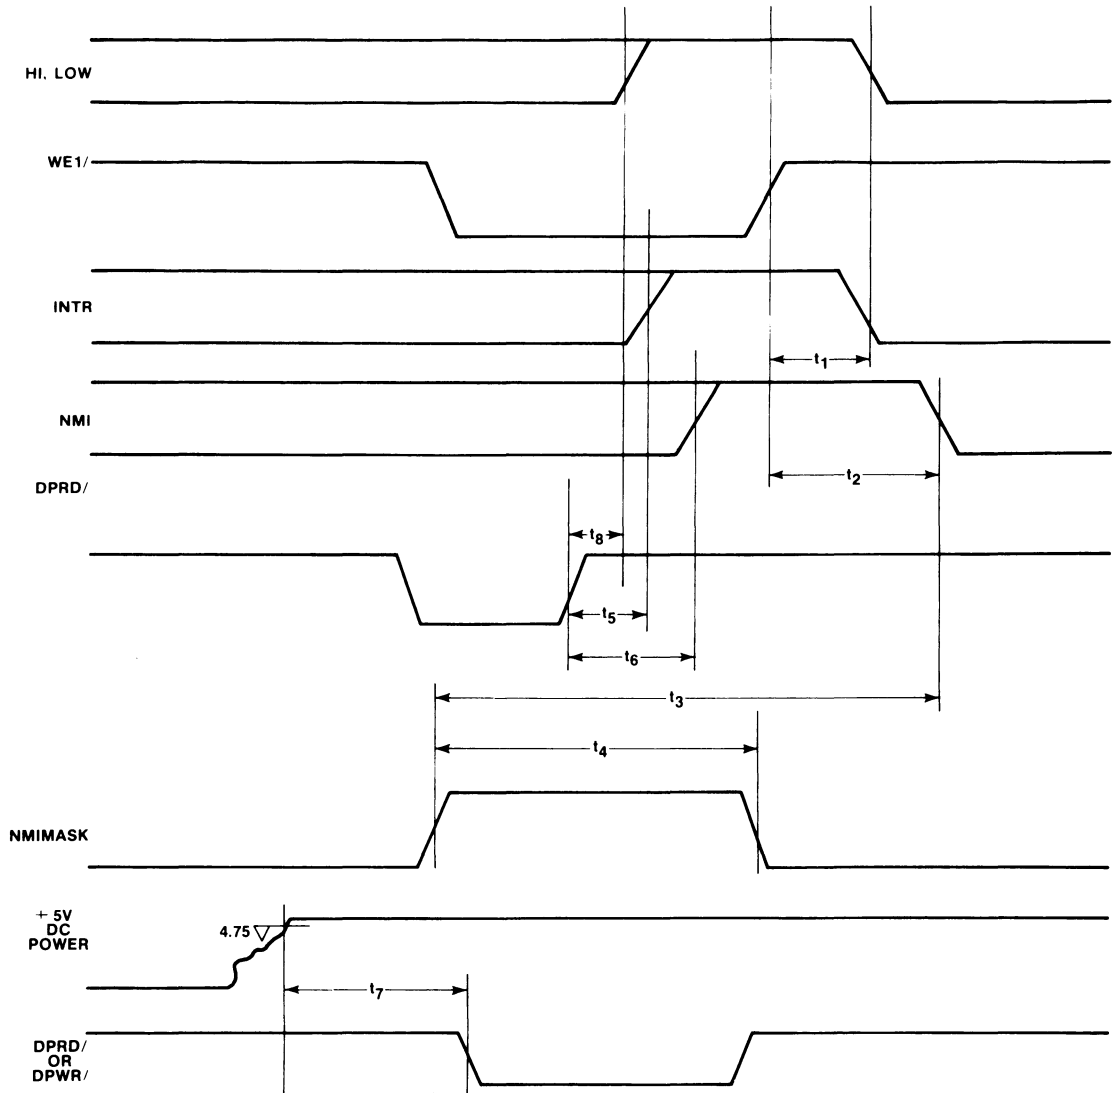 HI, LOW
WE1/
INTR
t1
NMI
t2
DPRD/
t8
t5
t6
t3
t4
NMIMASK
+ 5V
DC
POWER
4.75
t7
DPRD/
OR
DPWR/